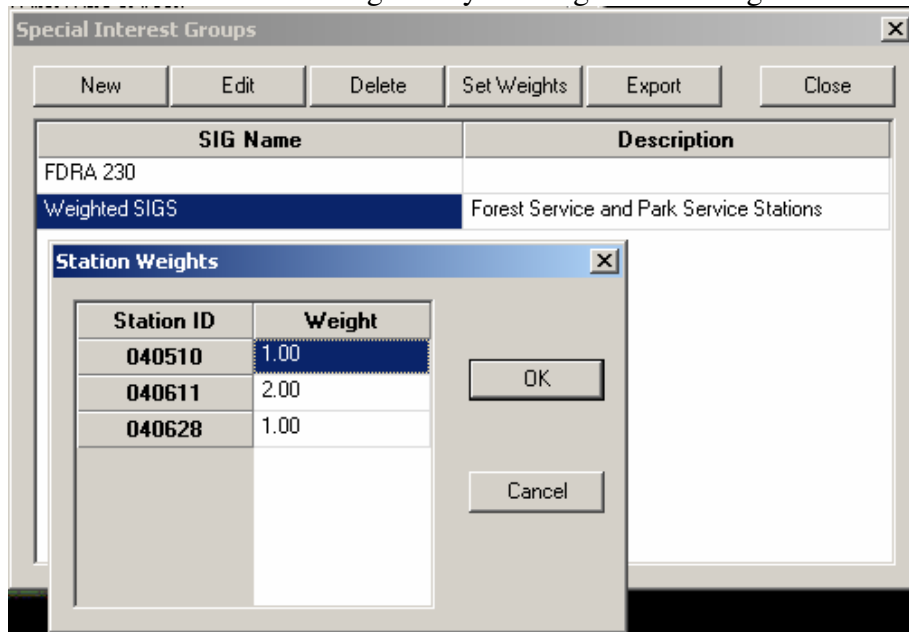 Special Interest Groups
New Edit Delete Set Weights Export Close
SIG Name Description
FDRA 230
Weighted SIGS Forest Service and Park Service Stations
Station Weights
Station ID Weight
040510 1.00
040611 2.00
040628 1.00
OK
Cancel